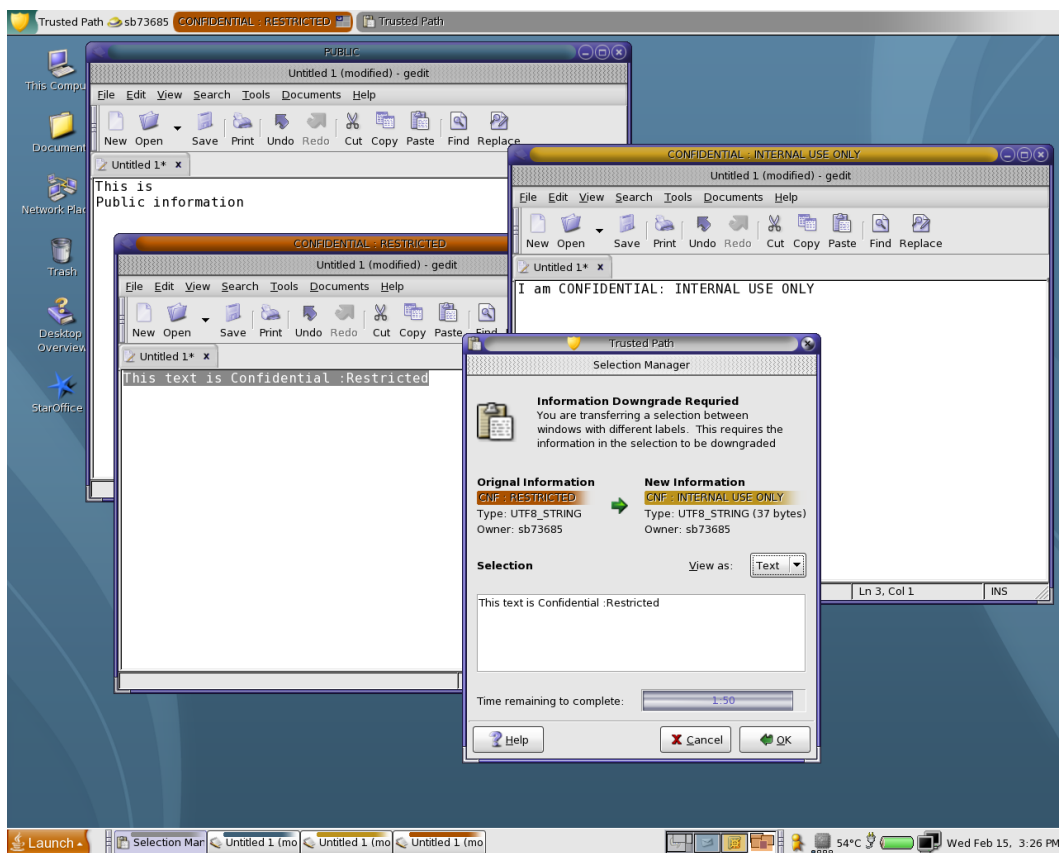 Trusted Path sb73685 CONFIDENTIAL : RESTRICTED Trusted Path
This Compu
Document
Network Plac
Trash
Desktop
Overview
StarOffice
PUBLIC
Untitled 1 (modified) - gedit
File Edit View Search Tools Documents Help
New Open Save Print Undo Redo Cut Copy Paste Find Replace
Untitled 1* x
This is
Public information
CONFIDENTIAL : INTERNAL USE ONLY
Untitled 1 (modified) - gedit
File Edit View Search Tools Documents Help
New Open Save Print Undo Redo Cut Copy Paste Find Replace
Untitled 1* x
I am CONFIDENTIAL: INTERNAL USE ONLY
Ln 3, Col 1 INS
CONFIDENTIAL : RESTRICTED
Untitled 1 (modified) - gedit
File Edit View Search Tools Documents Help
New Open Save Print Undo Redo Cut Copy Paste Find
Untitled 1* x
This text is Confidential :Restricted
Trusted Path
Selection Manager
Information Downgrade Requried
You are transferring a selection between
windows with different labels. This requires the
information in the selection to be downgraded
Orignal Information New Information
CNF : RESTRICTED CNF : INTERNAL USE ONLY
Type: UTF8_STRING Type: UTF8_STRING (37 bytes)
Owner: sb73685 Owner: sb73685
Selection View as: Text
This text is Confidential :Restricted
Time remaining to complete: 1:50
Help Cancel OK
Launch Selection Mar Untitled 1 (mo Untitled 1 (mo Untitled 1 (mo 54°C Wed Feb 15, 3:26 PM